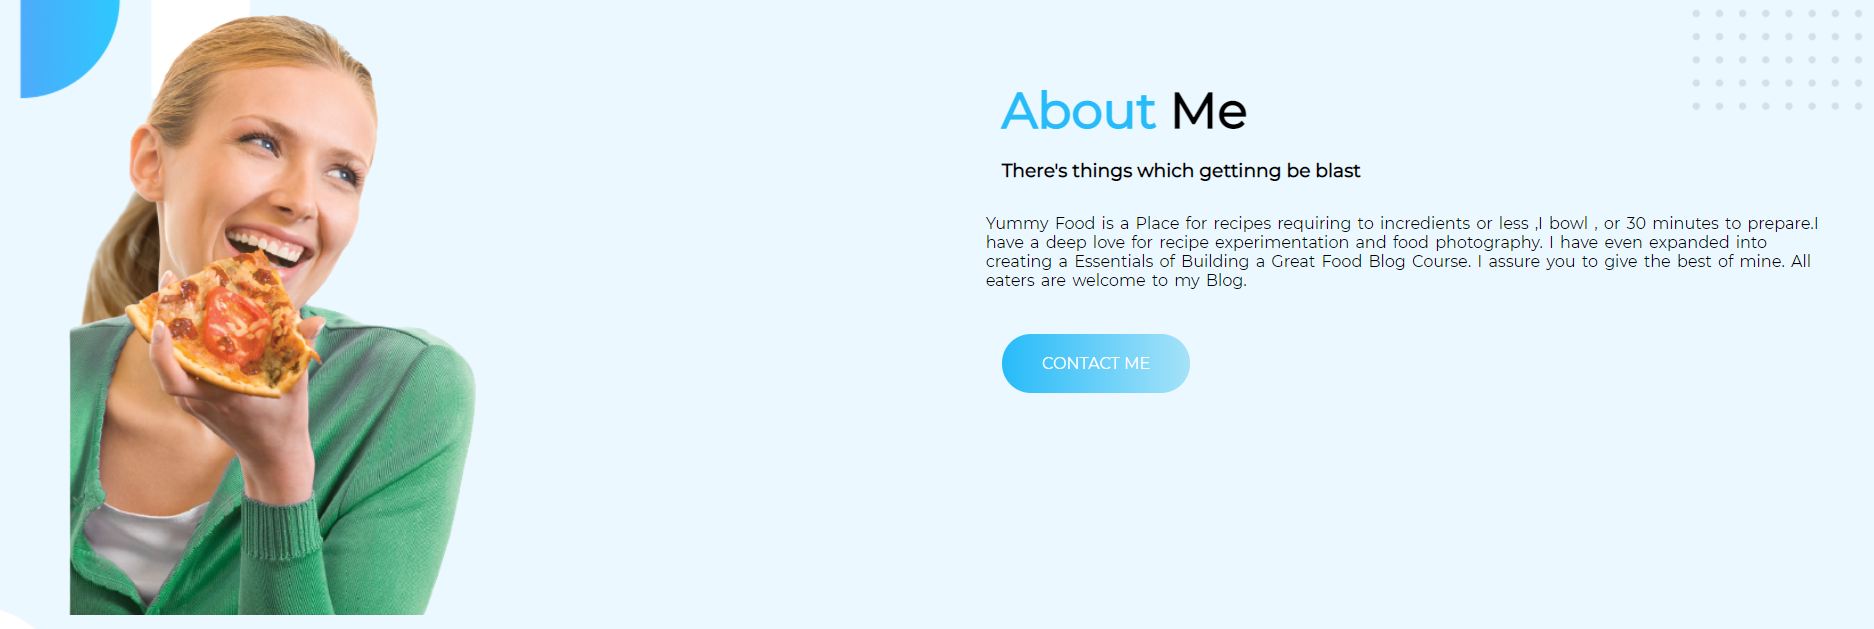 About Me
There's things which gettinng be blast
Yummy Food is a Place for recipes requiring to incredients or less ,I bowl , or 30 minutes to prepare.I
have a deep love for recipe experimentation and food photography. I have even expanded into
creating a Essentials of Building a Great Food Blog Course. I assure you to give the best of mine. All
eaters are welcome to my Blog.
CONTACT ME